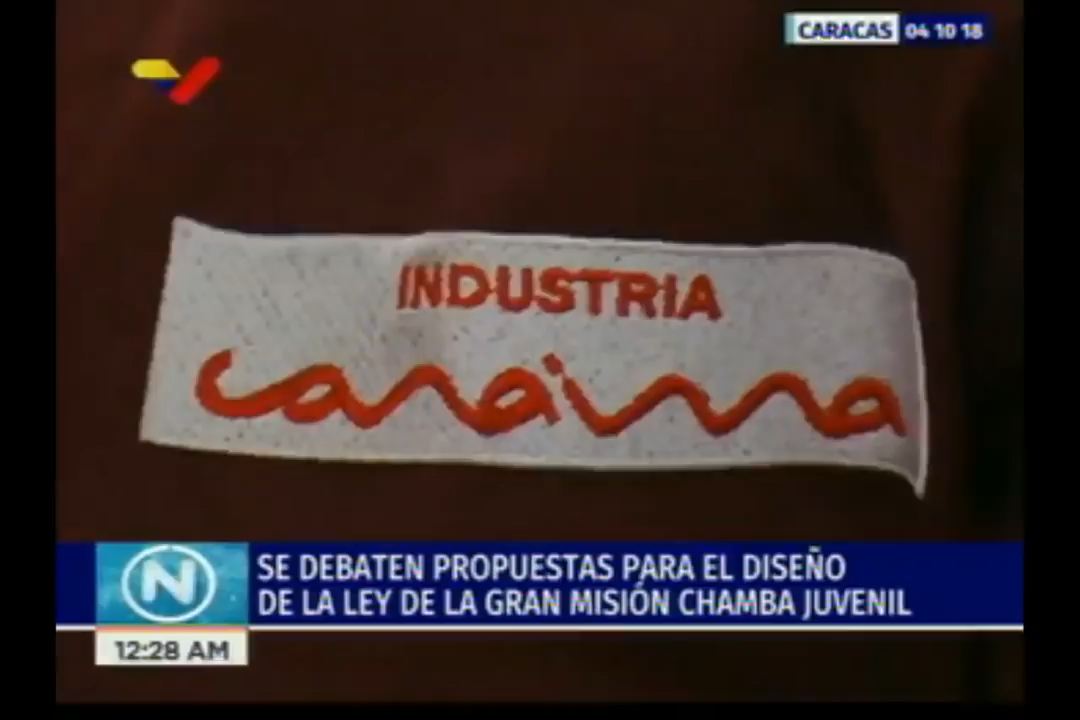 CARACAS 04 10 18
INDUSTRIA
canaima
N
SE DEBATEN PROPUESTAS PARA EL DISEÑO
DE LA LEY DE LA GRAN MISIÓN CHAMBA JUVENIL
12:28 AM